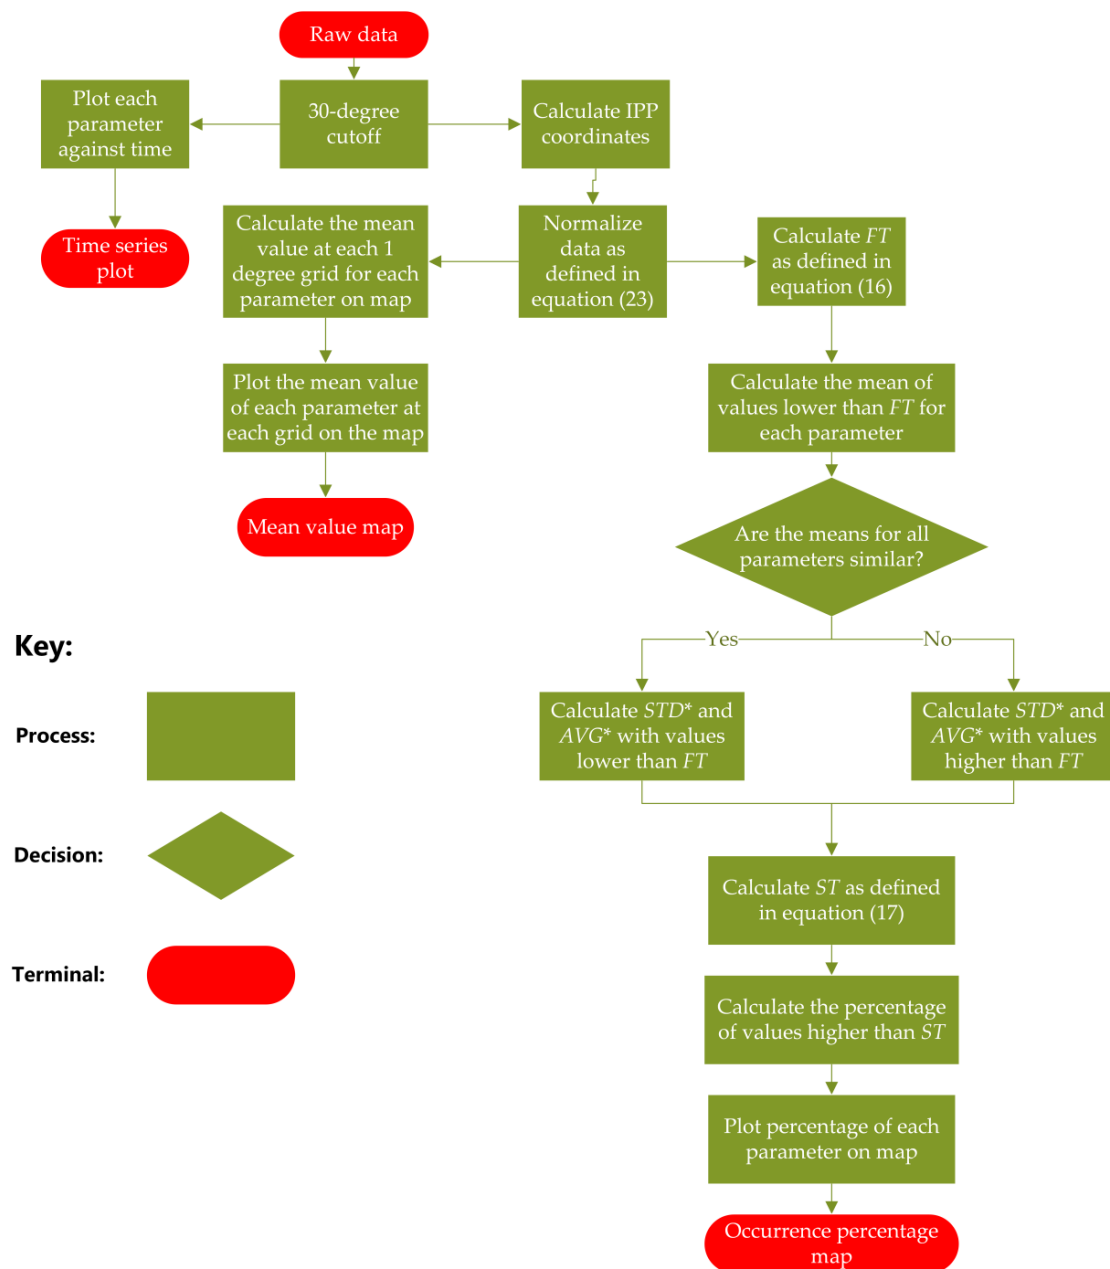 Raw data
Plot each
parameter
against time
30-degree
cutoff
Calculate IPP
coordinates
Time series
plot
Calculate the mean
value at each 1
degree grid for each
parameter on map
Normalize
data as
defined in
equation (23)
Calculate FT
as defined in
equation (16)
Plot the mean value
of each parameter at
each grid on the map
Calculate the mean of
values lower than FT for
each parameter
Mean value map
Are the means for all
parameters similar?
Yes
No
Calculate STD* and
AVG* with values
lower than FT
Calculate STD* and
AVG* with values
higher than FT
Calculate ST as defined
in equation (17)
Calculate the percentage
of values higher than ST
Plot percentage of each
parameter on map
Occurrence percentage
map
Key:
Process:
Decision:
Terminal: